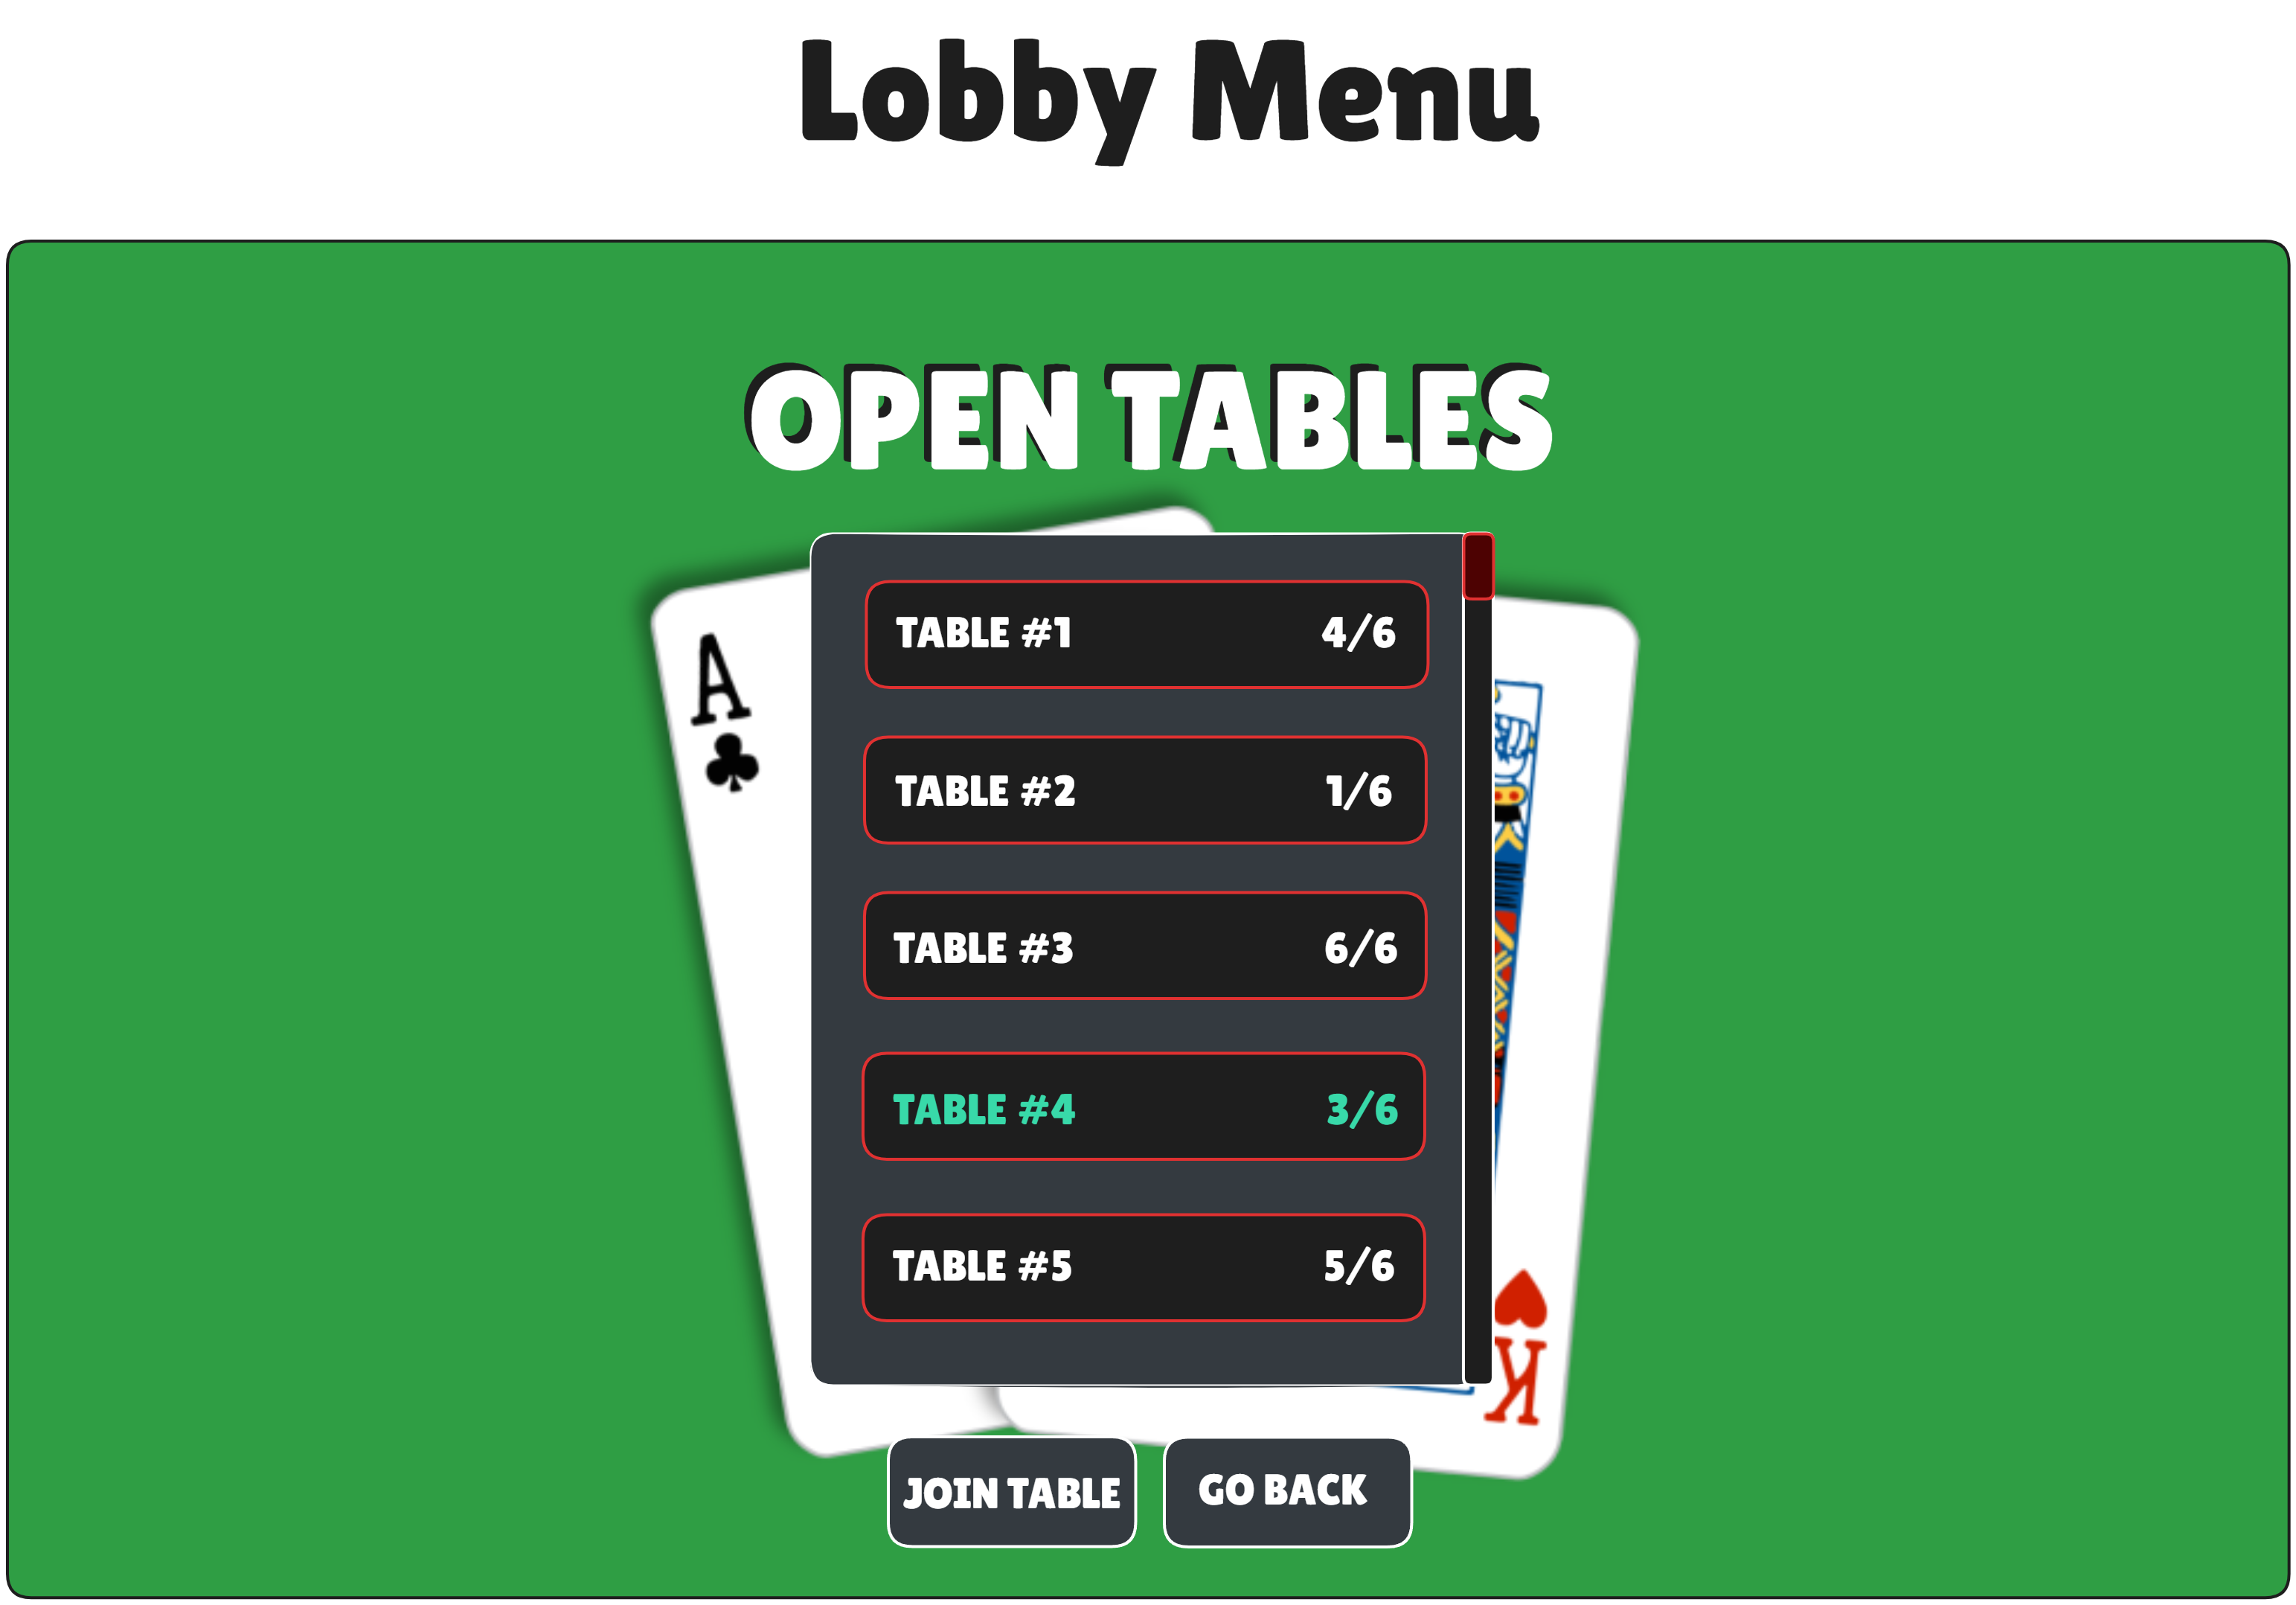 Lobby Menu
OPEN TABLES
A
TABLE #1 4/6
TABLE #2 1/6
TABLE #3 6/6
TABLE #4 3/6
TABLE #5 5/6
K
JOIN TABLE GO BACK